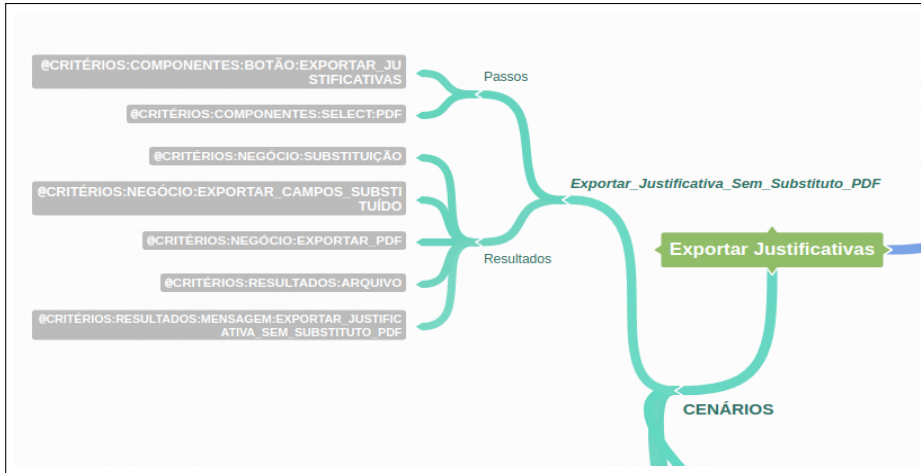 @CRITÉRIOS:COMPONENTES:BOTÃO:EXPORTAR_JU
STIFICATIVAS
Passos
@CRITÉRIOS:COMPONENTES:SELECT:PDF
@CRITÉRIOS:NEGÓCIO:SUBSTITUIÇÃO
Exportar_Justificativa_Sem_Substituto_PDF
@CRITÉRIOS:NEGÓCIO:EXPORTAR_CAMPOS_SUBSTI
TUÍDO
@CRITÉRIOS:NEGÓCIO:EXPORTAR_PDF
Exportar Justificativas
Resultados
@CRITÉRIOS:RESULTADOS:ARQUIVO
@CRITÉRIOS:RESULTADOS:MENSAGEM:EXPORTAR_JUSTIFIC
ATIVA_SEM_SUBSTITUTO_PDF
CENÁRIOS